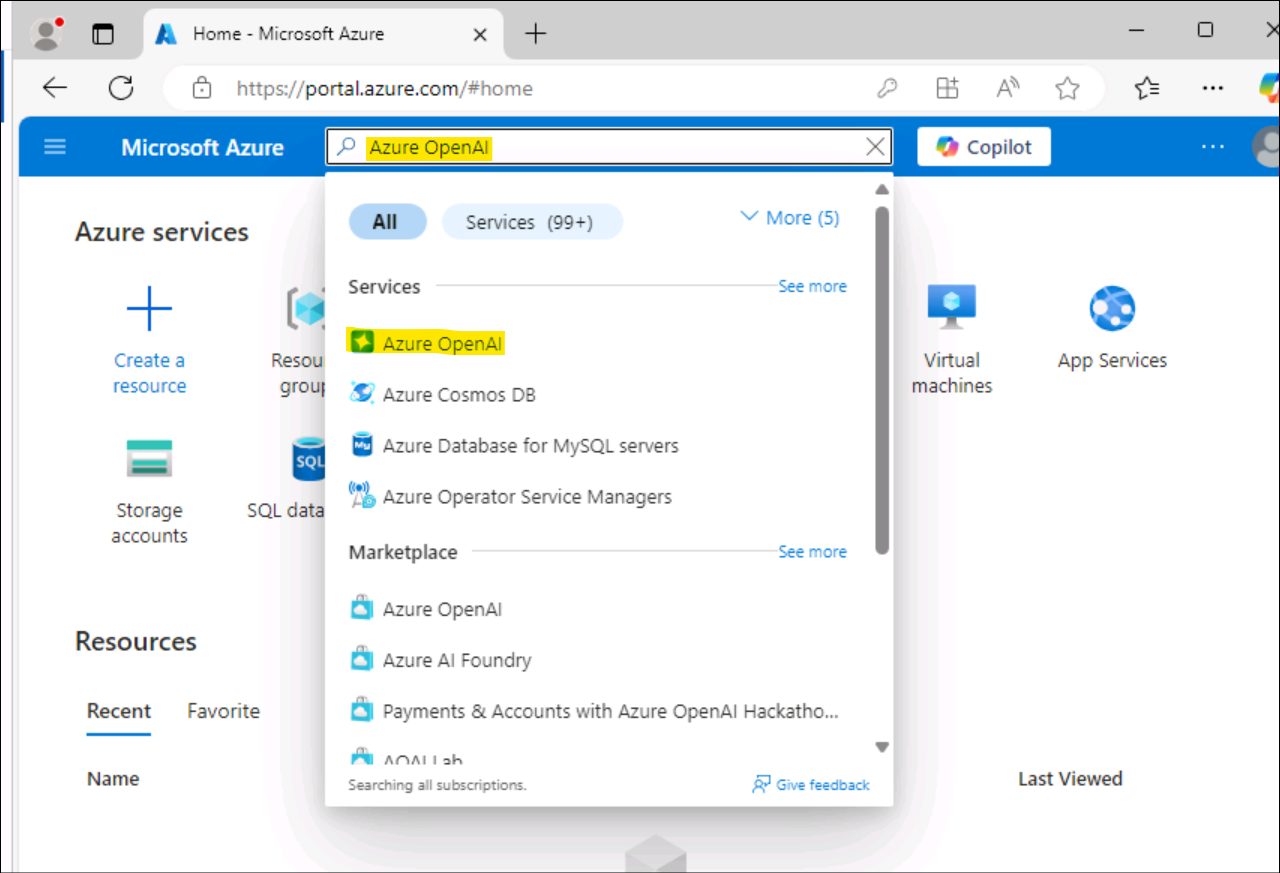 Home - Microsoft Azure
https://portal.azure.com/#home
Microsoft Azure
Azure OpenAI
Copilot
All
Services (99+)
More (5)
Azure services
Services
See more
Create a
resource
Resou
group
Azure OpenAI
Azure Cosmos DB
Azure Database for MySQL servers
Azure Operator Service Managers
Virtual
machines
App Services
Storage
accounts
SQL
SQL data
My
Marketplace
See more
Azure OpenAI
Azure AI Foundry
Payments & Accounts with Azure OpenAI Hackatho...
AOAI Lab
Searching all subscriptions.
Give feedback
Resources
Recent
Favorite
Name
Last Viewed